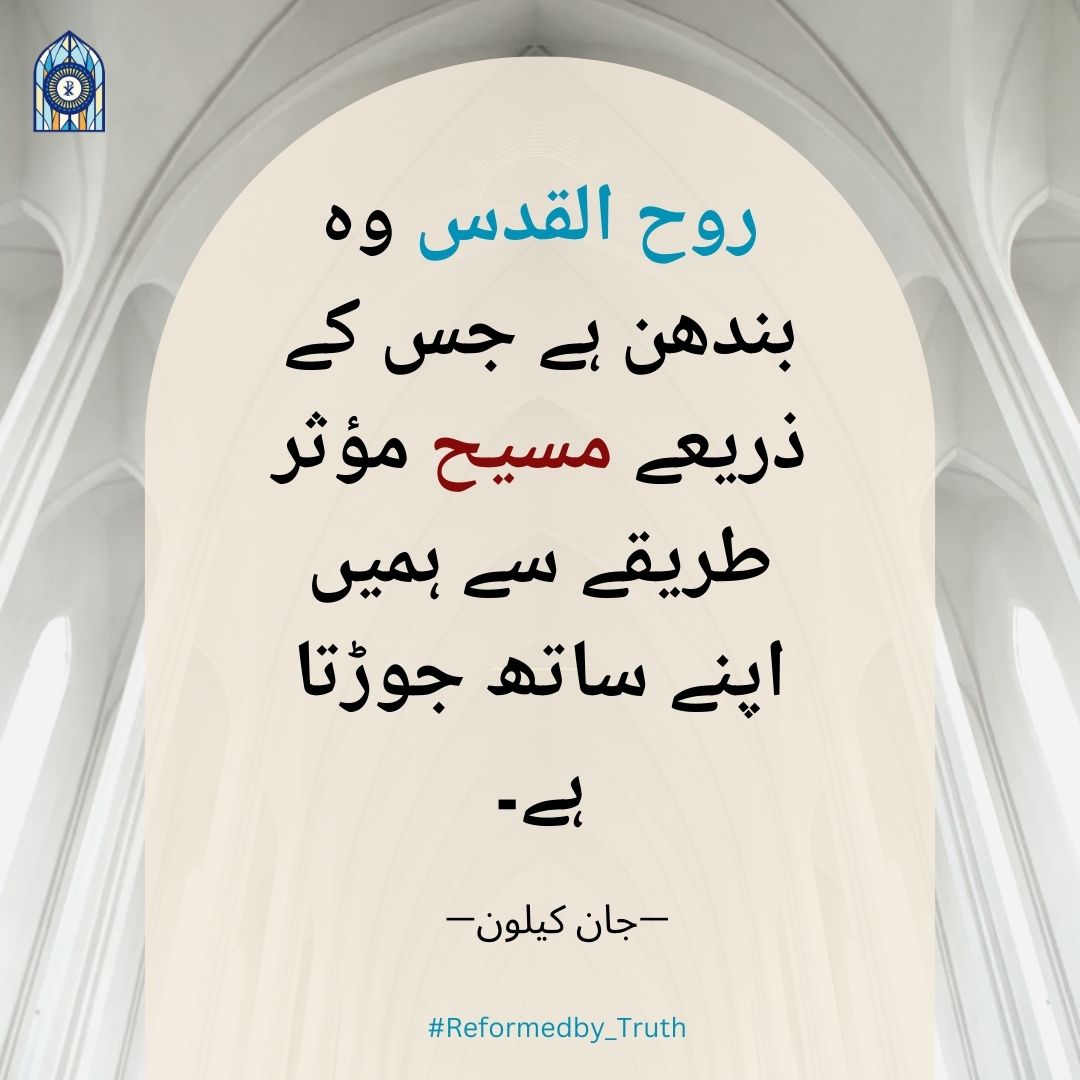 روح القدس وہ
بندھن ہے جس کے
ذریعے مسیح مؤثر
طریقے سے ہمیں
اپنے ساتھ جوڑتا
ہے۔
—جان کیلون—
#Reformedby_Truth